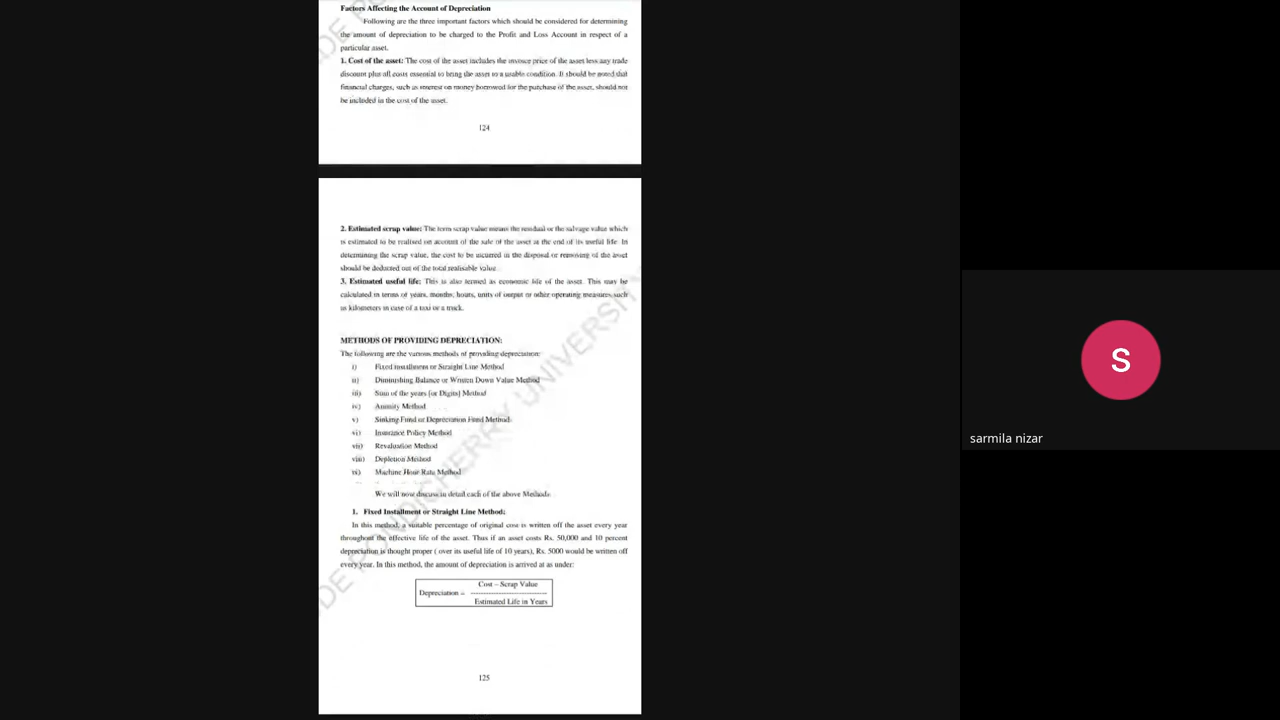 Factors Affecting the Account of Depreciation
Following are the three important factors which should be considered for determining
the amount of depreciation to be charged to the Profit and Loss Account in respect of a
particular asset.
1. Cost of the asset: The cost of the asset includes the invoice price of the asset less any trade
discount plus all costs essential to bring the asset to a usable condition. It should be noted that
financial charges, such as interest on money borrowed for the purchase of the asset, should not
be included in the cost of the asset.
124
2. Estimated scrap value: The term scrap value means the residual or the salvage value which
is estimated to be realised on account of the sale of the asset at the end of its useful life. In
determining the scrap value, the cost to be incurred in the disposal or removing of the asset
should be deducted out of the total realisable value.
3. Estimated useful life: This is also termed as economic life of the asset. This may be
calculated in terms of years, months, hours, units of output or other operating measures such
as kilometers in case of a taxi or a truck.
METHODS OF PROVIDING DEPRECIATION:
The following are the various methods of providing depreciation:
i) Fixed installment or Straight Line Method
ii) Diminishing Balance or Written Down Value Method
iii) Sum of the years [or Digits] Method
iv) Annuity Method
v) Sinking Fund or Depreciation Fund Method
vi) Insurance Policy Method
vii) Revaluation Method
viii) Depletion Method
Machine Hour Rate Method
We will now discuss in detail each of the above Methods
1. Fixed Installment or Straight Line Method:
In this method, a suitable percentage of original cost is written off the asset every year
throughout the effective life of the asset. Thus if an asset costs Rs. 50,000 and 10 percent
depreciation is thought proper ( over its useful life of 10 years), Rs. 5000 would be written off
every year. In this method, the amount of depreciation is arrived at as under:
Cost – Scrap Value
Depreciation = --------------------
Estimated Life in Years
125
DE PONDICHERRY UNIVERSITY
S
sarmila nizar